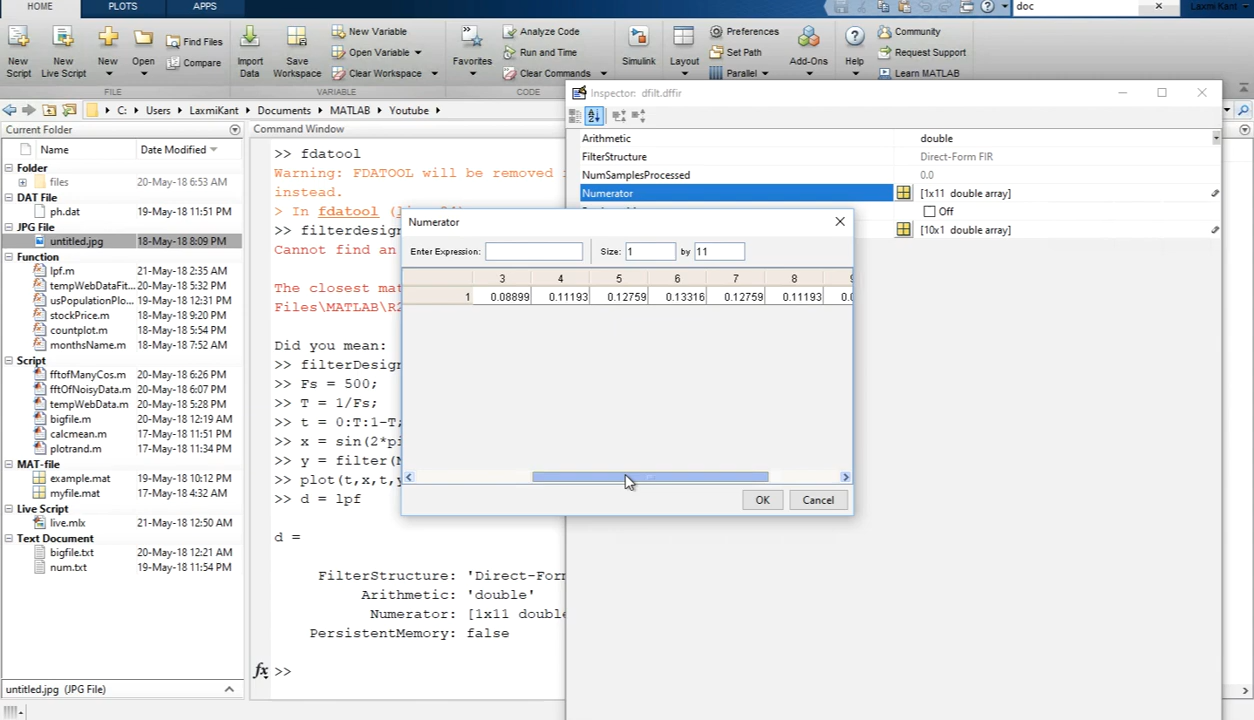 HOME PLOTS APPS
doc
Laxmi Kant
New Script
New Live Script
New
Open
Find Files
Compare
Import Data
Save Workspace
New Variable
Open Variable
Clear Workspace
Favorites
Analyze Code
Run and Time
Clear Commands
Simulink
Layout
Preferences
Set Path
Parallel
Add-Ons
Help
Community
Request Support
Learn MATLAB
FILE VARIABLE CODE
C: Users LaxmiKant Documents MATLAB Youtube
Current Folder
Name Date Modified
Folder
files 20-May-18 6:53 AM
DAT File
ph.dat 19-May-18 11:51 PM
JPG File
untitled.jpg 18-May-18 8:09 PM
Function
lpf.m 21-May-18 2:35 AM
tempWebDataFit... 20-May-18 5:32 PM
usPopulationPlo... 19-May-18 12:31 PM
stockPrice.m 18-May-18 9:20 PM
countplot.m 18-May-18 5:54 PM
monthsName.m 18-May-18 7:52 AM
Script
fftofManyCos.m 20-May-18 6:26 PM
fftOfNoisyData.m 20-May-18 6:07 PM
tempWebData.m 20-May-18 5:28 PM
bigfile.m 20-May-18 12:19 AM
calcmean.m 17-May-18 11:51 PM
plotrand.m 17-May-18 11:34 PM
MAT-file
example.mat 19-May-18 10:12 PM
myfile.mat 17-May-18 4:32 AM
Live Script
live.mlx 21-May-18 12:50 AM
Text Document
bigfile.txt 20-May-18 12:21 AM
num.txt 19-May-18 11:54 PM
untitled.jpg (JPG File)
Command Window
>> fdatool
Warning: FDATOOL will be removed
instead.
> In fdatool
>> filterdesign
Cannot find an
The closest mat
Files\MATLAB\R2
Did you mean:
>> filterDesign
>> Fs = 500;
>> T = 1/Fs;
>> t = 0:T:1-T;
>> x = sin(2*pi
>> y = filter(N
>> plot(t,x,t,y
>> d = lpf
d =
FilterStructure: 'Direct-Form
Arithmetic: 'double'
Numerator: [1x11 double
PersistentMemory: false
fx >>
Inspector: dfilt.dffir
Arithmetic double
FilterStructure Direct-Form FIR
NumSamplesProcessed 0.0
Numerator [1x11 double array]
Off
[10x1 double array]
Numerator
Enter Expression: Size: 1 by 11
3 4 5 6 7 8 9
1 0.08899 0.11193 0.12759 0.13316 0.12759 0.11193 0.0
OK Cancel